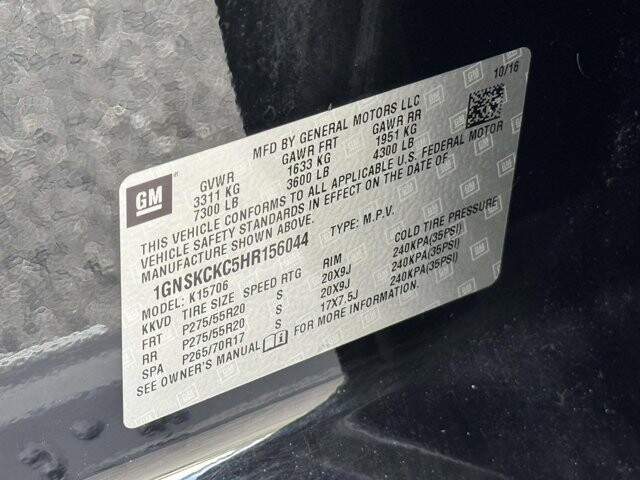 10/16
GM
MFD BY GENERAL MOTORS LLC
GVWR GAWR FRT GAWR RR
3311 KG 1633 KG 1951 KG
7300 LB 3600 LB 4300 LB
THIS VEHICLE CONFORMS TO ALL APPLICABLE U.S. FEDERAL MOTOR
VEHICLE SAFETY STANDARDS IN EFFECT ON THE DATE OF
MANUFACTURE SHOWN ABOVE.
1GNSKCKC5HR156044 TYPE: M.P.V.
MODEL: K15706
KKVD TIRE SIZE SPEED RTG RIM COLD TIRE PRESSURE
FRT P275/55R20 S 20X9J 240KPA(35PSI)
RR P275/55R20 S 20X9J 240KPA(35PSI)
SPA P265/70R17 S 17X7.5J 240KPA(35PSI)
SEE OWNER'S MANUAL FOR MORE INFORMATION.